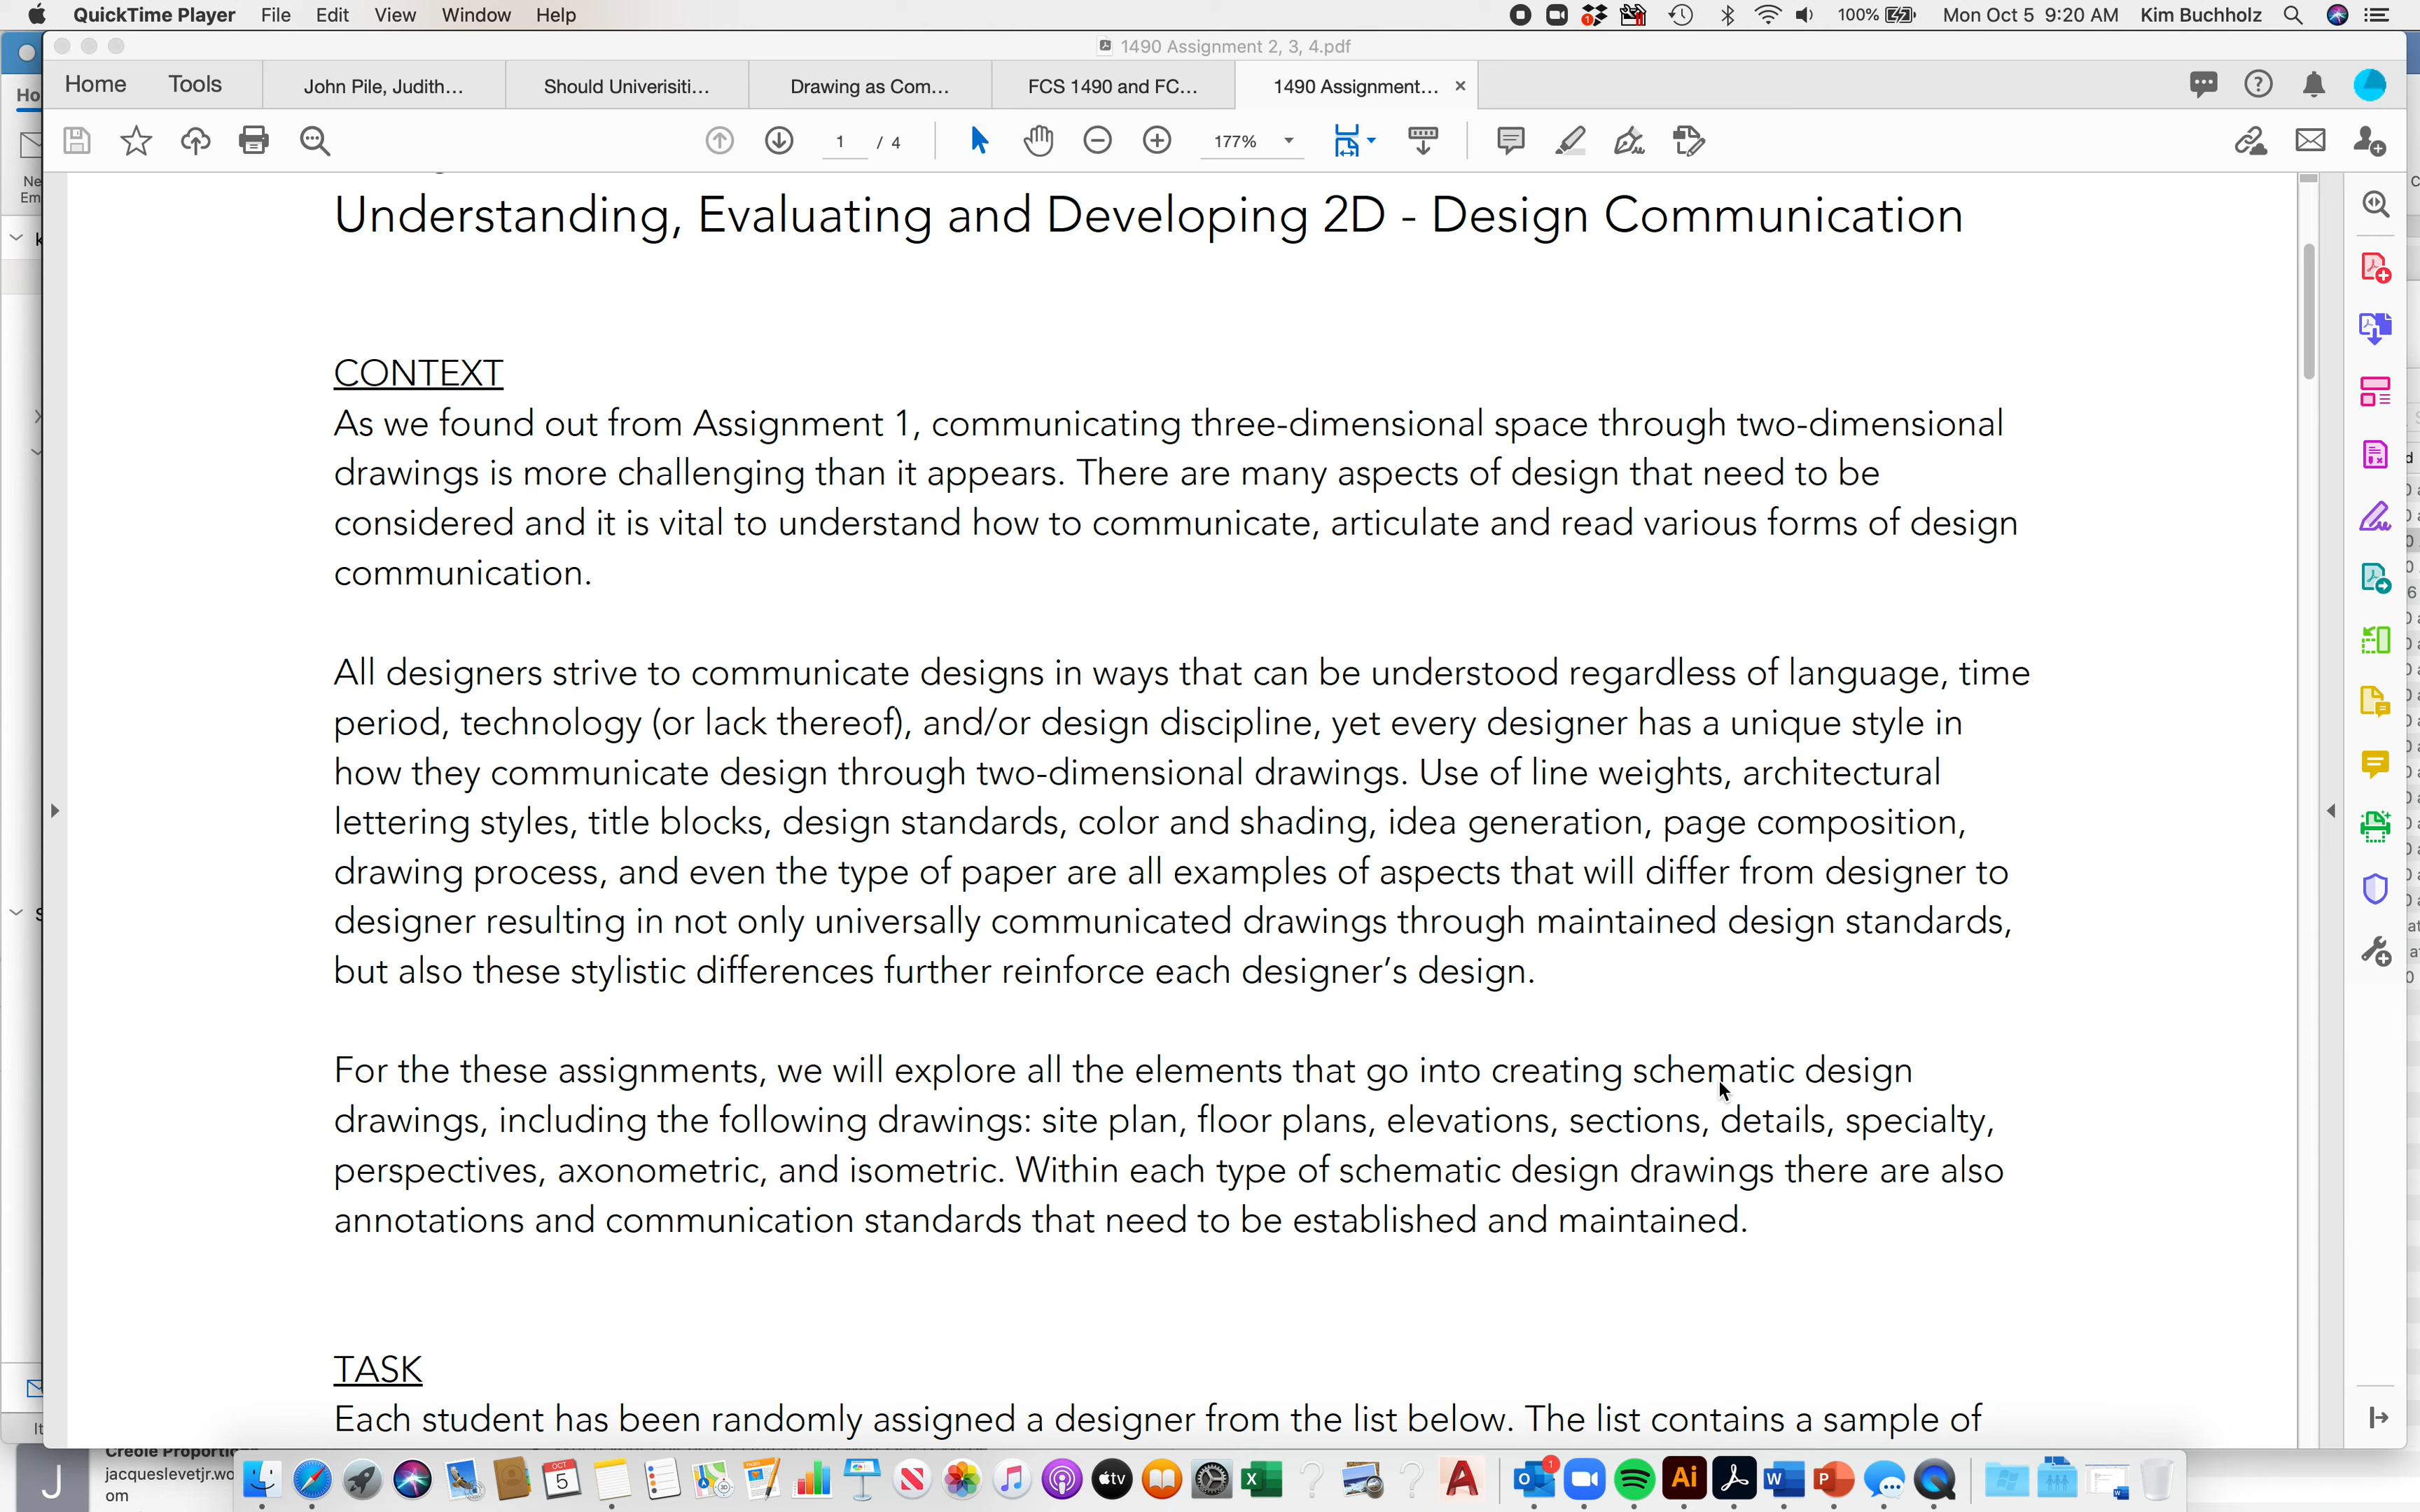 QuickTime Player File Edit View Window Help 100% Mon Oct 5 9:20 AM Kim Buchholz
1490 Assignment 2, 3, 4.pdf
Home Tools John Pile, Judith... Should Univerisiti... Drawing as Com... FCS 1490 and FC... 1490 Assignment... ×
1 / 4 177%
Understanding, Evaluating and Developing 2D - Design Communication
CONTEXT
As we found out from Assignment 1, communicating three-dimensional space through two-dimensional
drawings is more challenging than it appears. There are many aspects of design that need to be
considered and it is vital to understand how to communicate, articulate and read various forms of design
communication.
All designers strive to communicate designs in ways that can be understood regardless of language, time
period, technology (or lack thereof), and/or design discipline, yet every designer has a unique style in
how they communicate design through two-dimensional drawings. Use of line weights, architectural
lettering styles, title blocks, design standards, color and shading, idea generation, page composition,
drawing process, and even the type of paper are all examples of aspects that will differ from designer to
designer resulting in not only universally communicated drawings through maintained design standards,
but also these stylistic differences further reinforce each designer's design.
For the these assignments, we will explore all the elements that go into creating schematic design
drawings, including the following drawings: site plan, floor plans, elevations, sections, details, specialty,
perspectives, axonometric, and isometric. Within each type of schematic design drawings there are also
annotations and communication standards that need to be established and maintained.
TASK
Each student has been randomly assigned a designer from the list below. The list contains a sample of
J
jacqueslevetjr.wo
om
OCT
5
tv
Ai